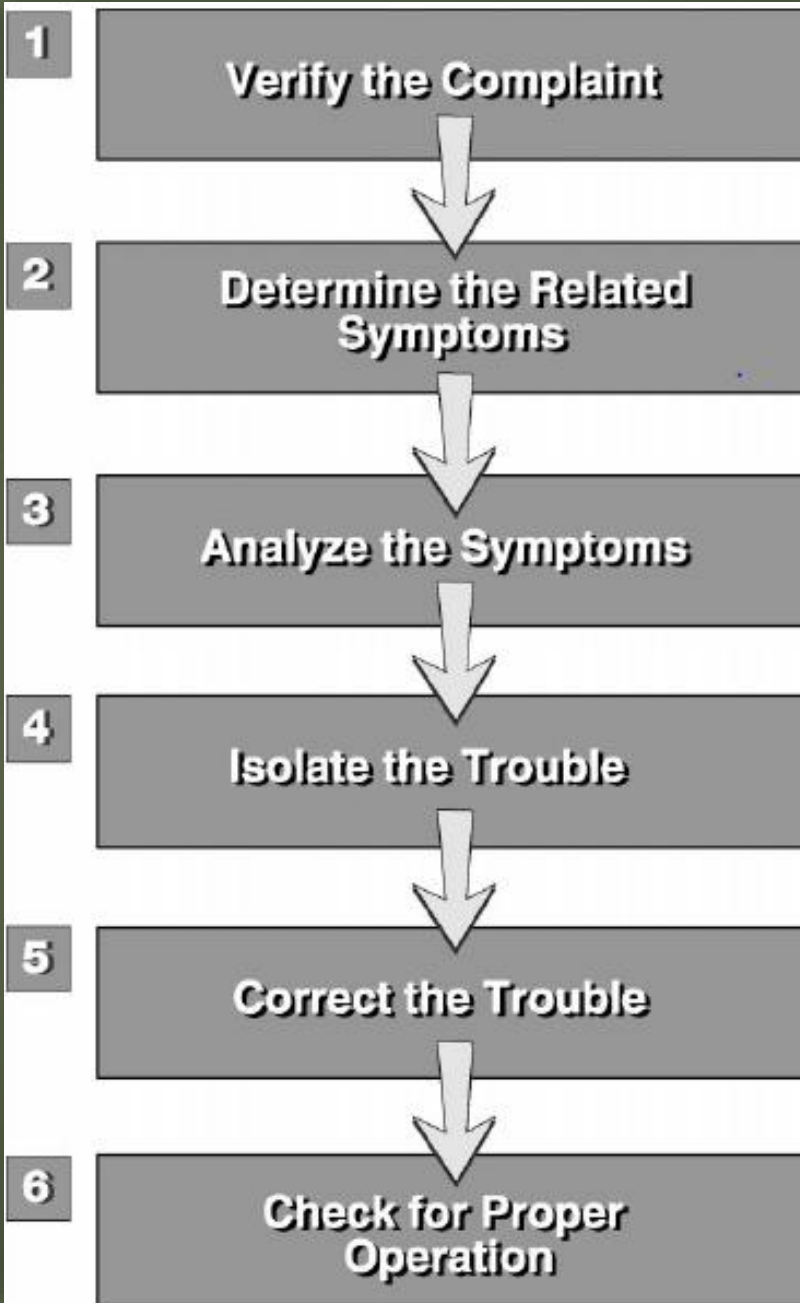 1
Verify the Complaint
2
Determine the Related
Symptoms
3
Analyze the Symptoms
4
Isolate the Trouble
5
Correct the Trouble
6
Check for Proper
Operation